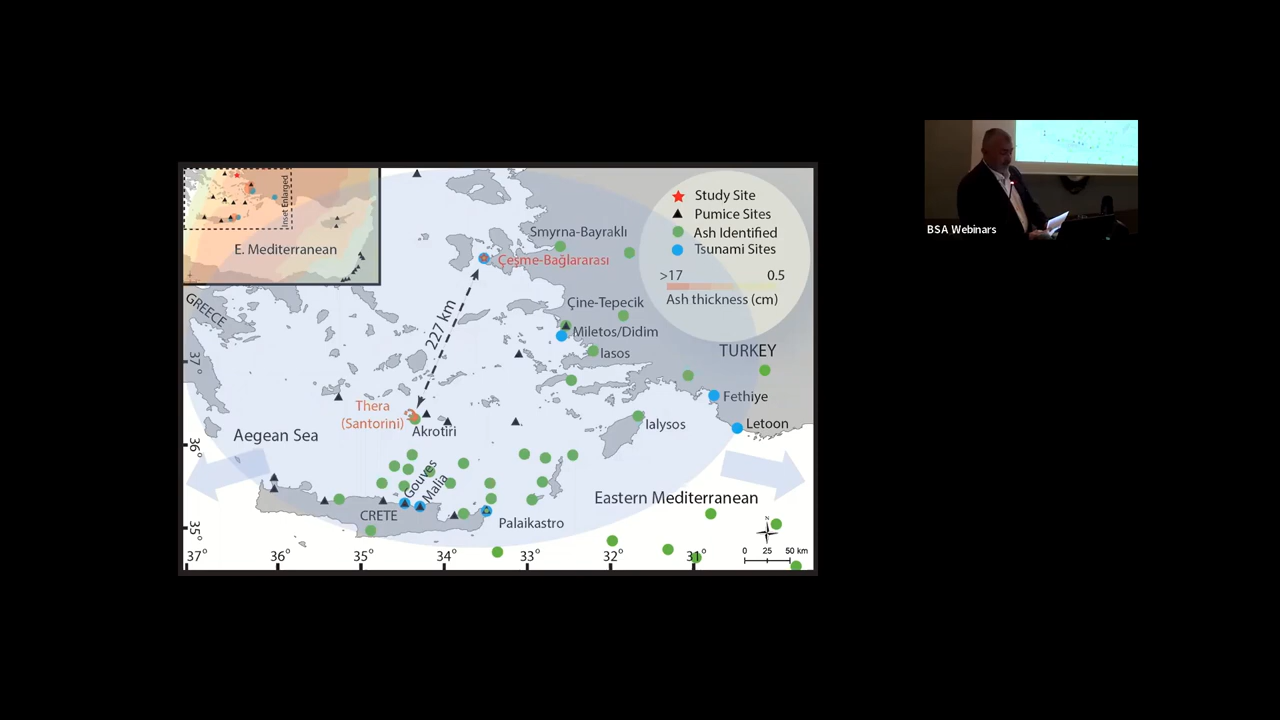 Inset Enlarged
E. Mediterranean
GREECE
Study Site
Pumice Sites
Ash Identified
Tsunami Sites
>17
0.5
Ash thickness (cm)
Smyrna-Bayraklı
Çeşme-Bağlararası
227 km
Çine-Tepecik
Miletos/Didim
Iasos
TURKEY
Fethiye
Letoon
Ialysos
Thera
(Santorini)
Akrotiri
Aegean Sea
Gouves
Malia
CRETE
Palaikastro
Eastern Mediterranean
N
0 25 50 km
37°
36°
35°
37° 36° 35° 34° 33° 32° 31°
BSA Webinars